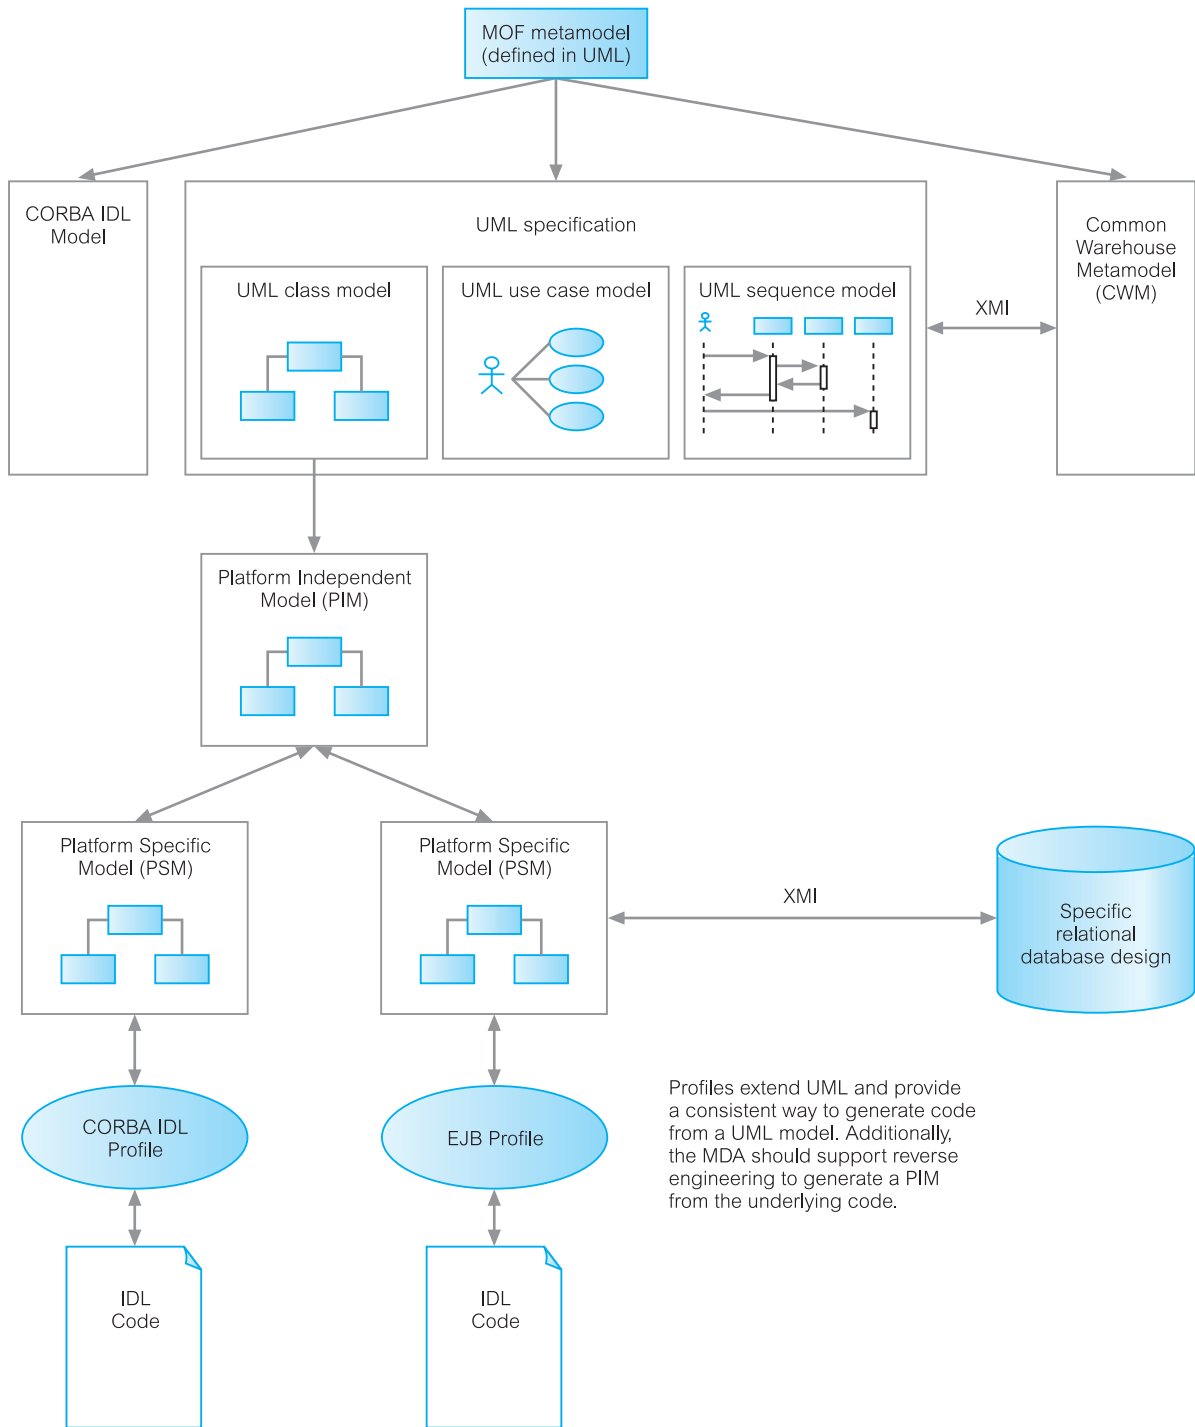 MOF metamodel
(defined in UML)
CORBA IDL
Model
UML specification
Common
Warehouse
Metamodel
(CWM)
UML class model
UML use case model
UML sequence model
XMI
Platform Independent
Model (PIM)
Platform Specific
Model (PSM)
Platform Specific
Model (PSM)
XMI
Specific
relational
database design
CORBA IDL
Profile
EJB Profile
Profiles extend UML and provide
a consistent way to generate code
from a UML model. Additionally,
the MDA should support reverse
engineering to generate a PIM
from the underlying code.
IDL
Code
IDL
Code